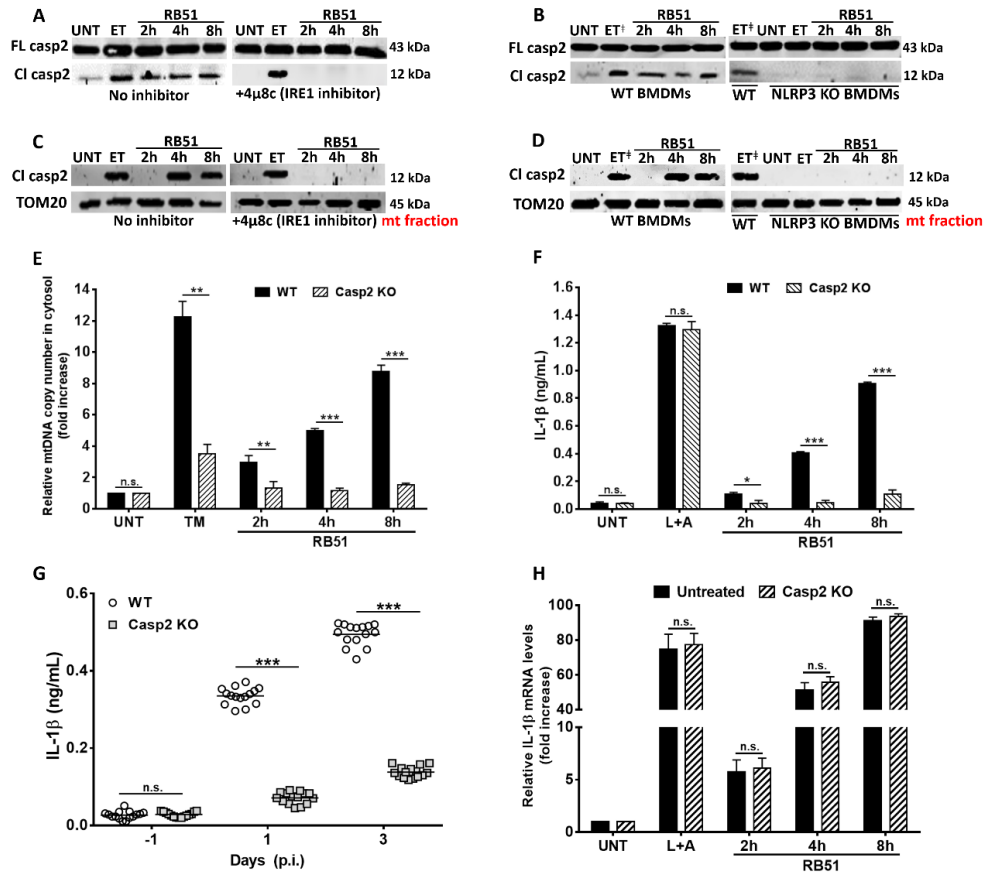 A
RB51
UNT ET 2h 4h 8h UNT ET 2h 4h 8h
FL casp2 43 kDa
Cl casp2 12 kDa
No inhibitor +4µ8c (IRE1 inhibitor)
B
RB51
UNT ET† 2h 4h 8h ET‡ UNT ET 2h 4h 8h
RB51
FL casp2 43 kDa
Cl casp2 12 kDa
WT BMDMs WT NLRP3 KO BMDMs
C
RB51 RB51
UNT ET 2h 4h 8h UNT ET 2h 4h 8h
Cl casp2 12 kDa
TOM20 45 kDa
No inhibitor +4µ8c (IRE1 inhibitor) mt fraction
D
RB51 RB51
UNT ET‡ 2h 4h 8h ET‡ UNT ET 2h 4h 8h
Cl casp2 12 kDa
TOM20 45 kDa
WT BMDMs WT NLRP3 KO BMDMs mt fraction
E
WT Casp2 KO
Relative mtDNA copy number in cytosol
(fold increase)
14
12
10
8
6
4
2
0
n.s. ** ** *** ***
UNT TM 2h 4h 8h
RB51
F
WT Casp2 KO
IL-1β (ng/mL)
1.6
1.4
1.2
1.0
0.8
0.6
0.4
0.2
0.0
n.s. n.s. * *** ***
UNT L+A 2h 4h 8h
RB51
G
WT
Casp2 KO
IL-1β (ng/mL)
0.6
0.4
0.2
0.0
n.s. *** ***
-1 1 3
Days (p.i.)
H
Untreated Casp2 KO
Relative IL-1β mRNA levels
(fold increase)
100
80
60
40
10
5
0
n.s. n.s. n.s. n.s.
UNT L+A 2h 4h 8h
RB51